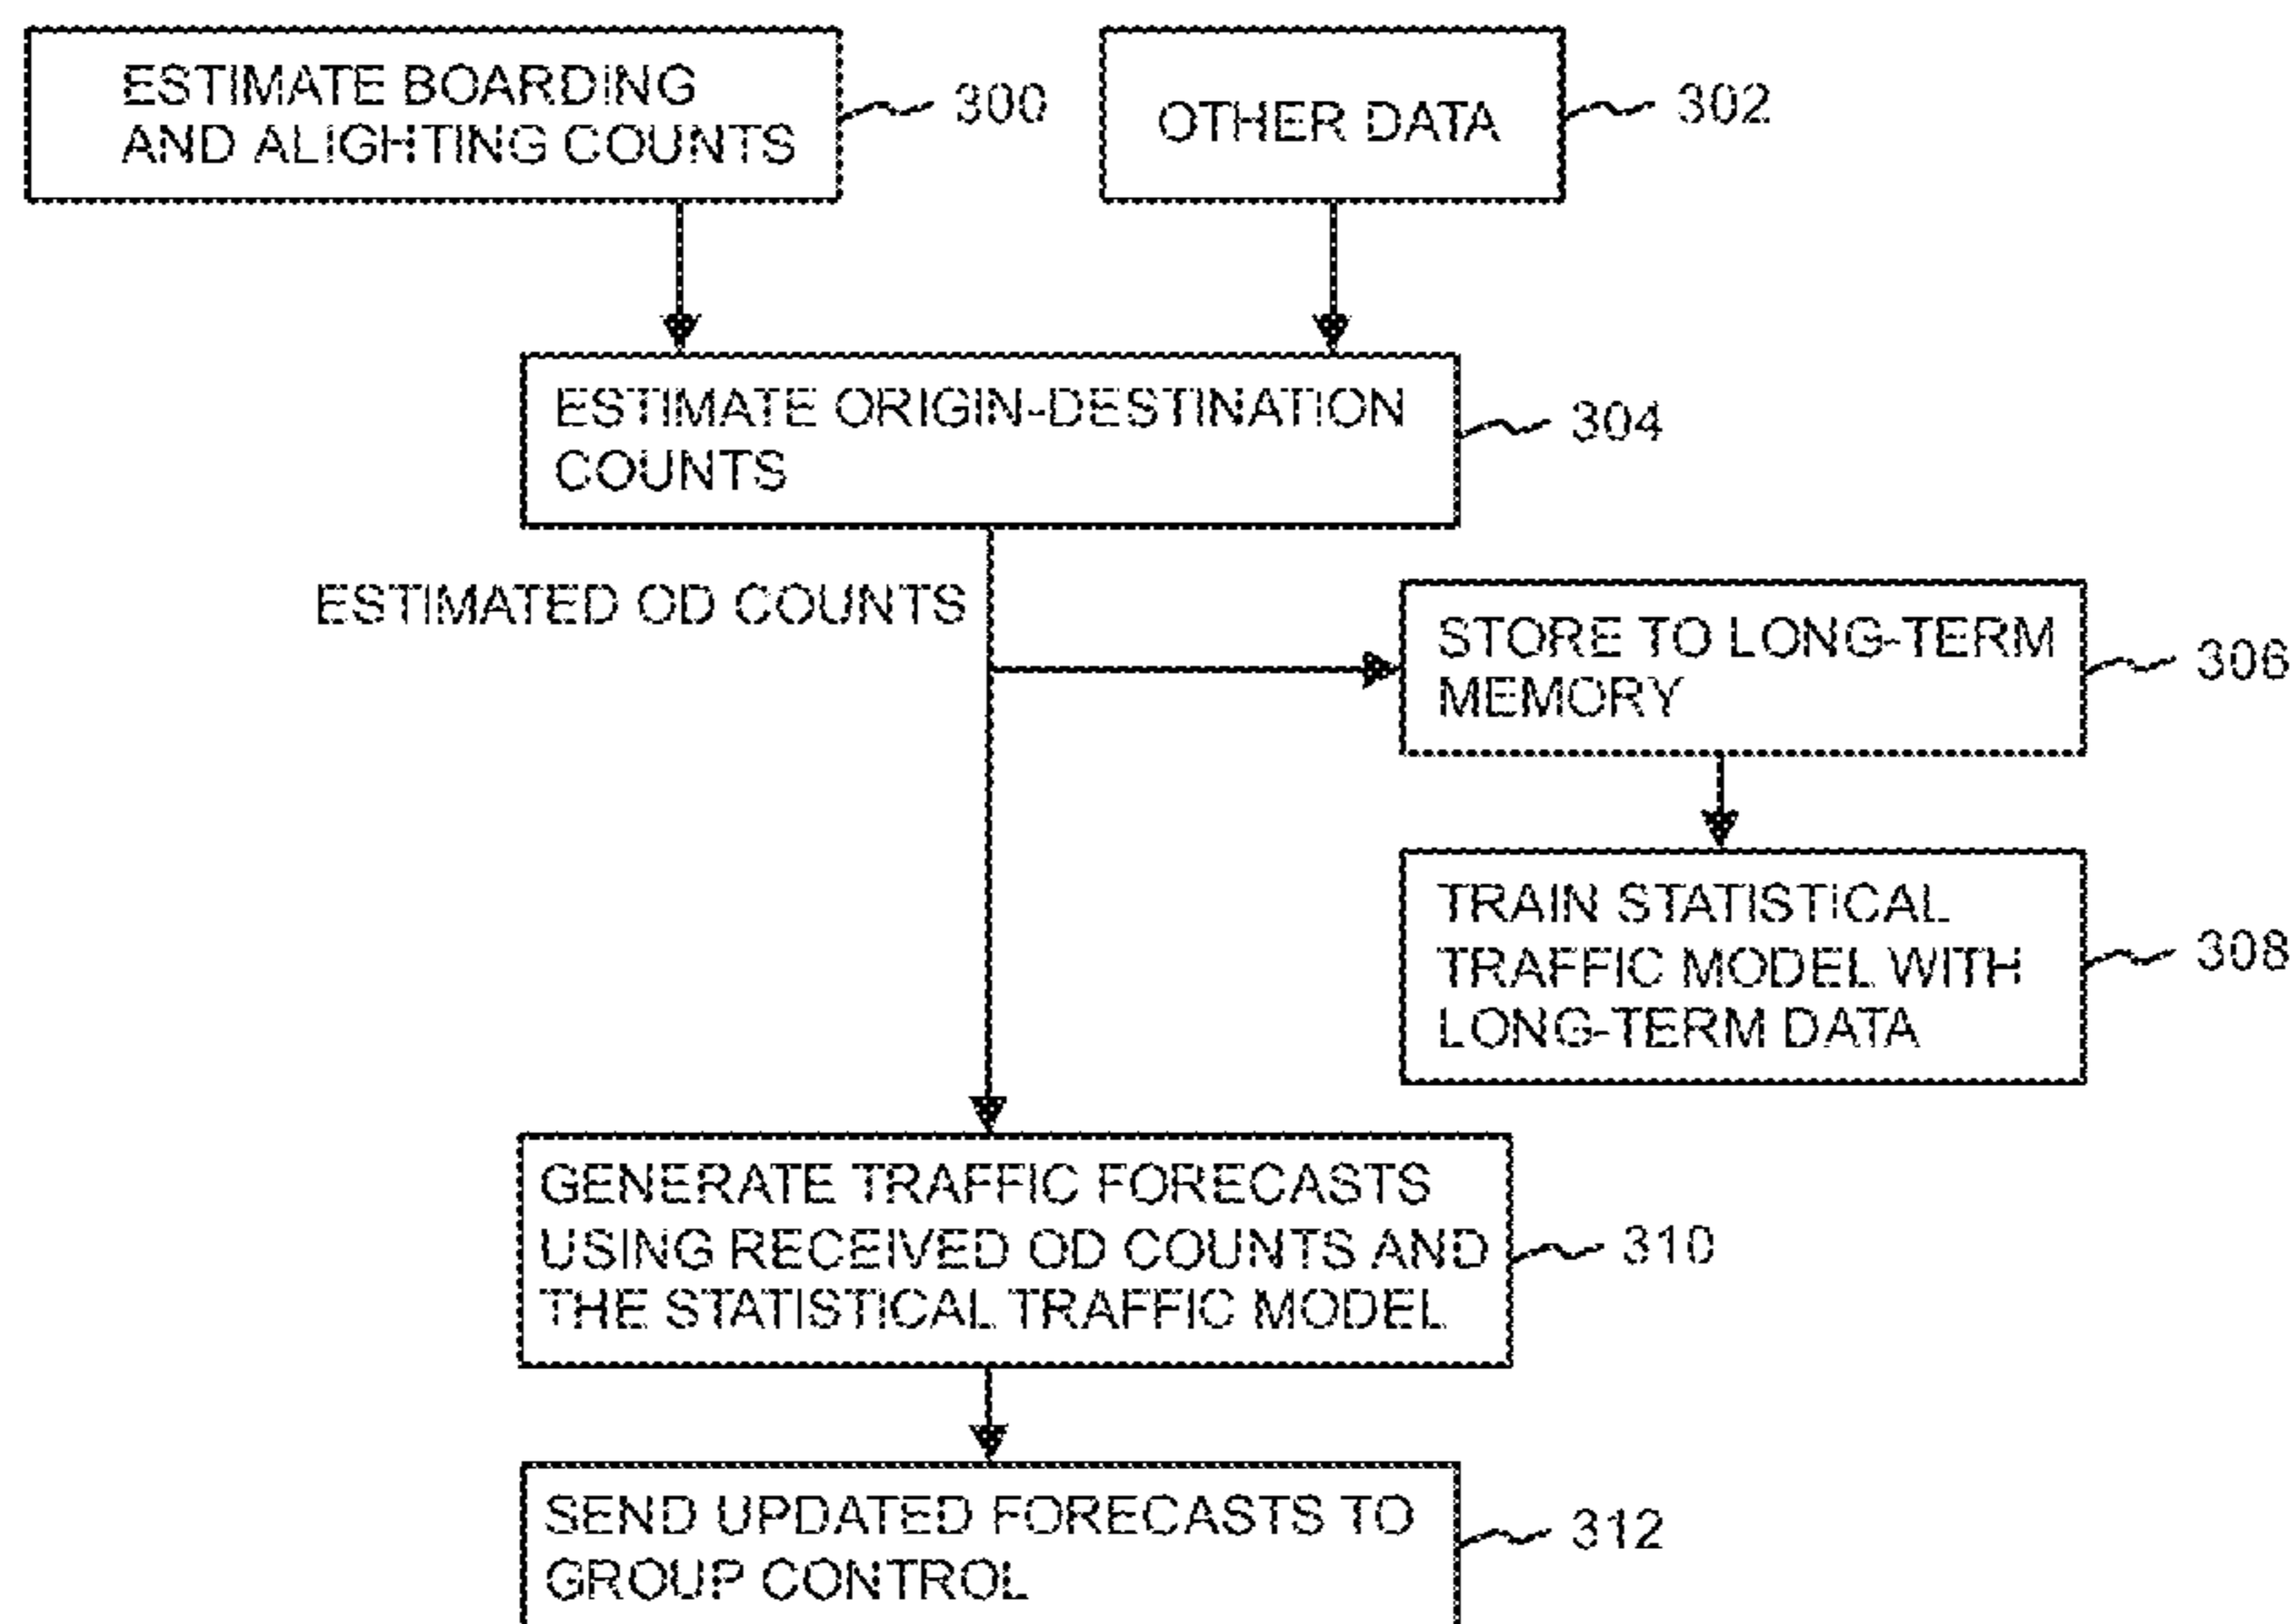 ESTIMATE BOARDING
AND ALIGHTING COUNTS
300
OTHER DATA
302
ESTIMATE ORIGIN-DESTINATION
COUNTS
304
ESTIMATED OD COUNTS
STORE TO LONG-TERM
MEMORY
306
TRAIN STATISTICAL
TRAFFIC MODEL WITH
LONG-TERM DATA
308
GENERATE TRAFFIC FORECASTS
USING RECEIVED OD COUNTS AND
THE STATISTICAL TRAFFIC MODEL
310
SEND UPDATED FORECASTS TO
GROUP CONTROL
312